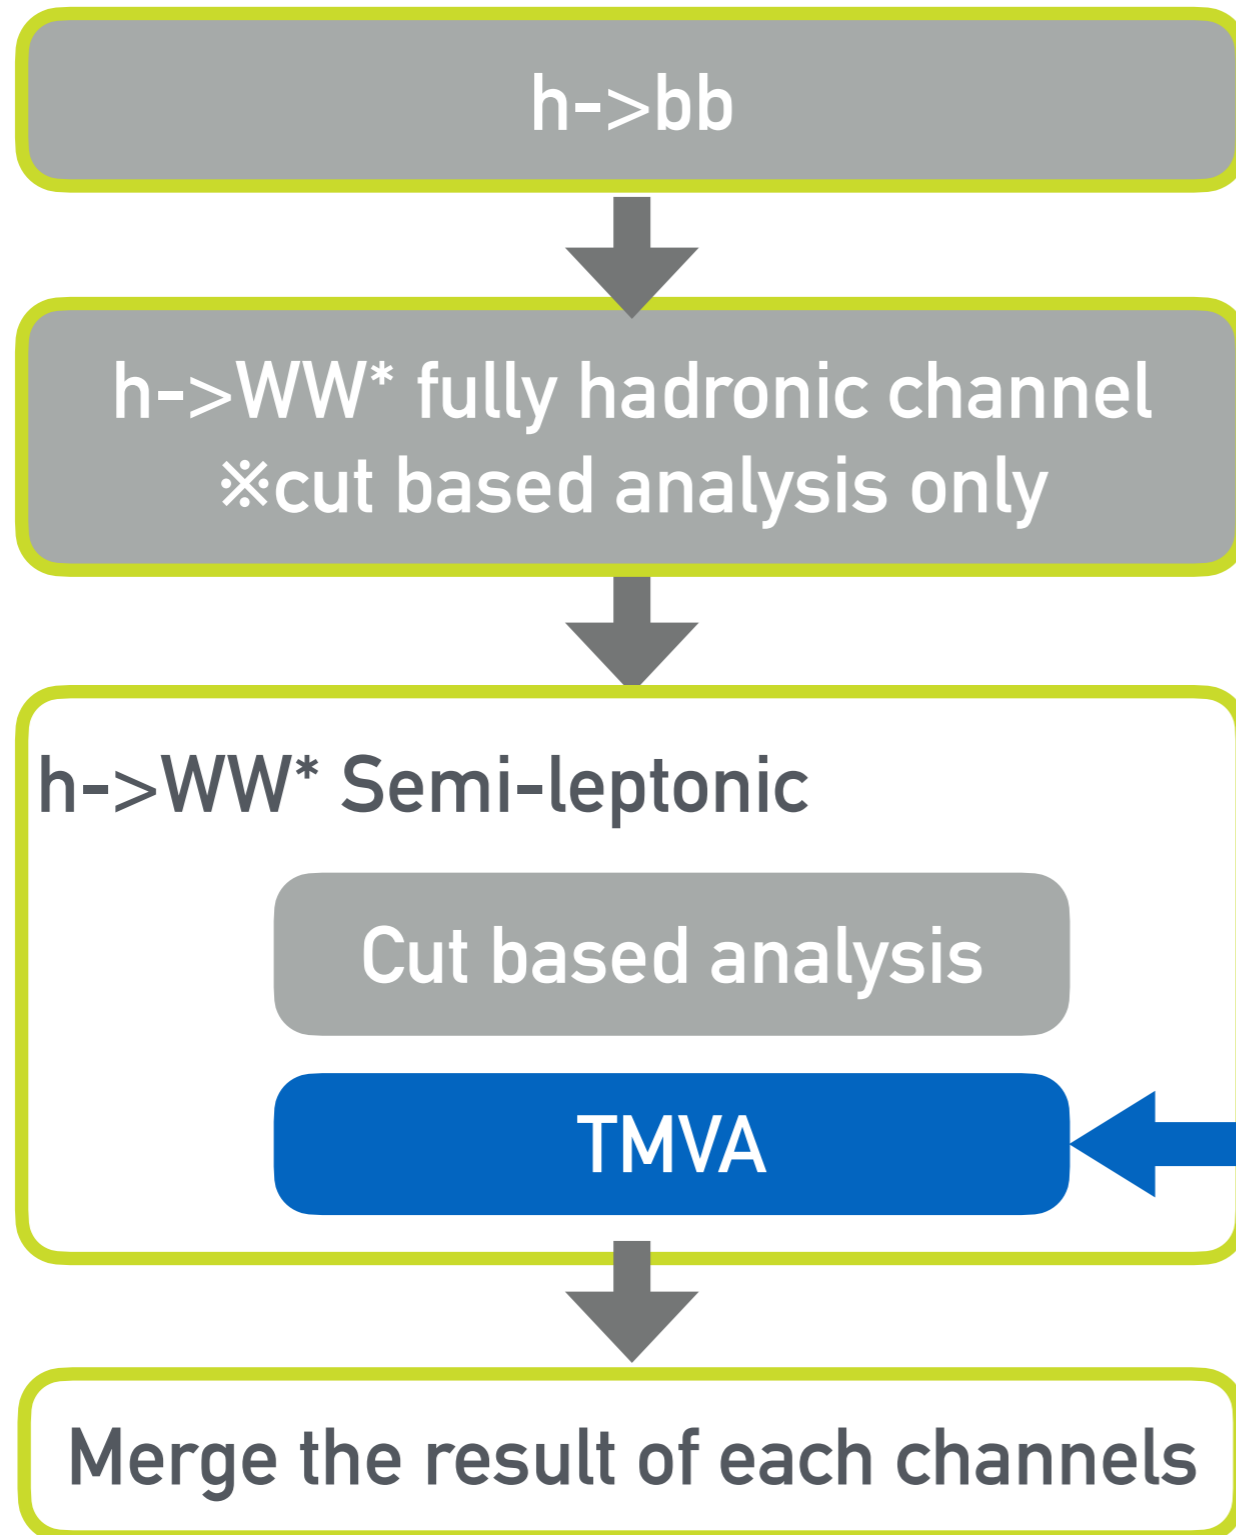 h->bb
h->WW* fully hadronic channel
※cut based analysis only
h->WW* Semi-leptonic
Cut based analysis
TMVA
Merge the result of each channels